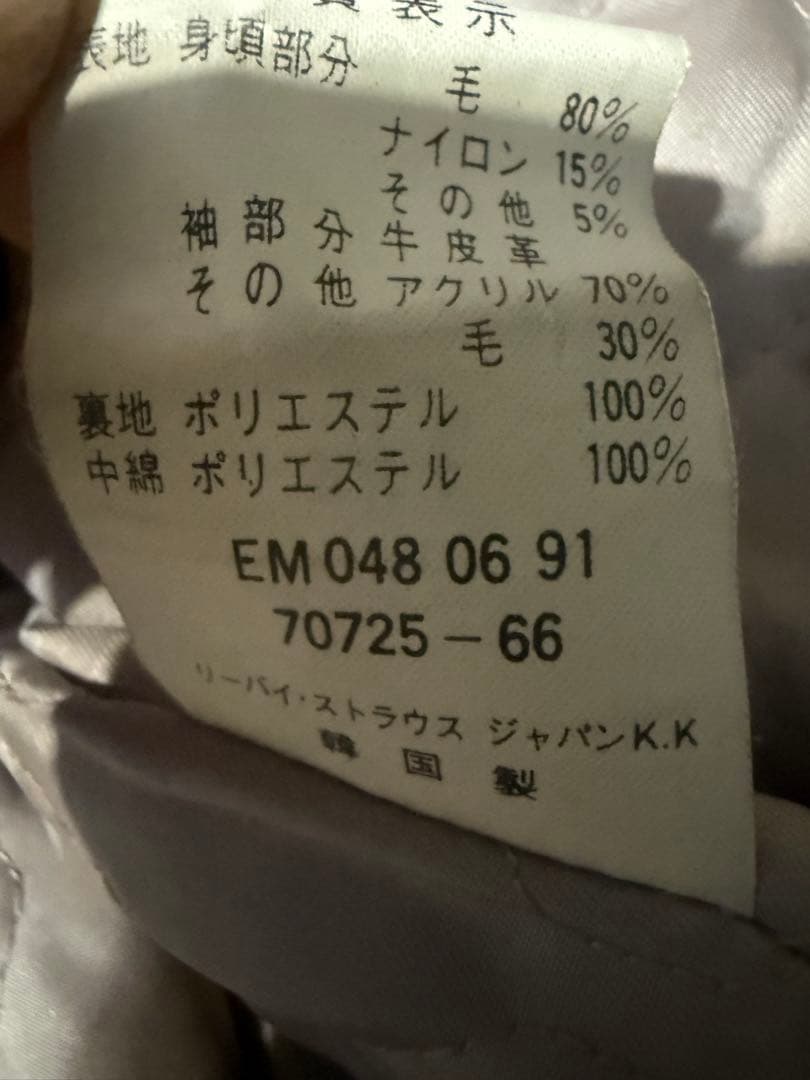 表示
表地 身頃部分
毛 80%
ナイロン 15%
その他 5%
袖部分 牛皮革
その他 アクリル 70%
毛 30%
裏地 ポリエステル 100%
中綿 ポリエステル 100%
EM 048 06 91
70725-66
リーバイ・ストラウス ジャパンK.K
韓国製